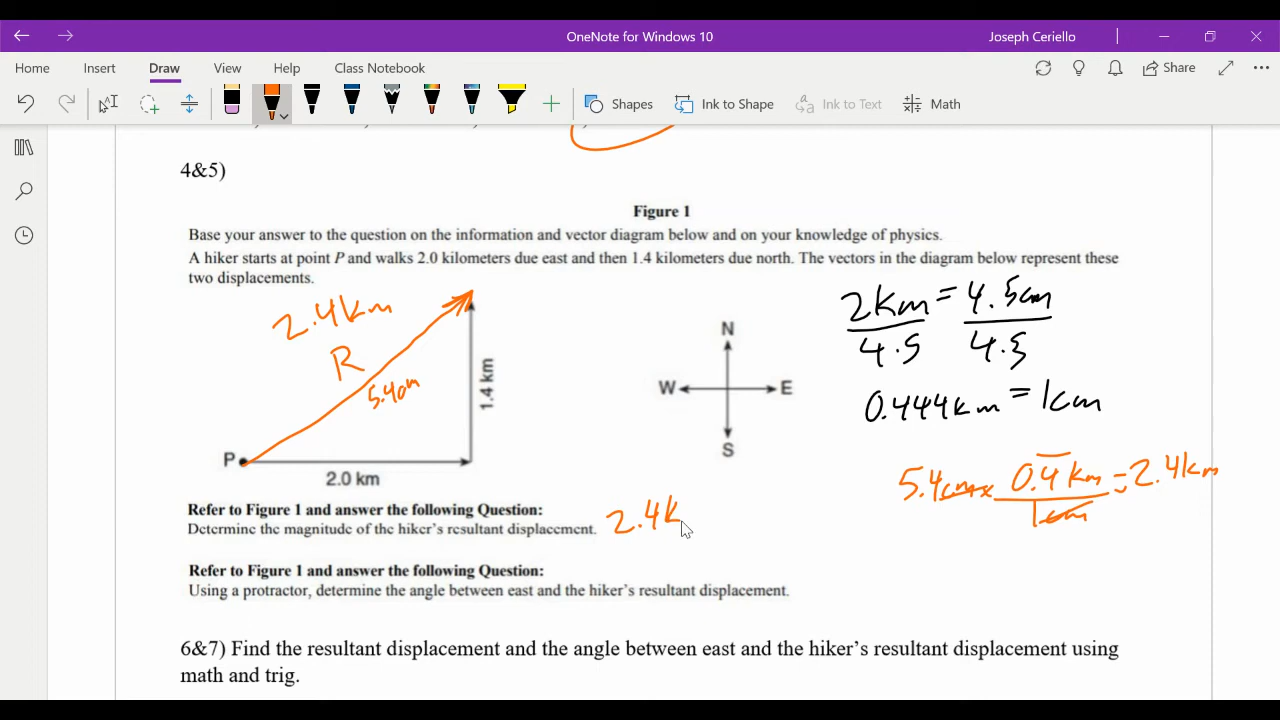 OneNote for Windows 10
Joseph Ceriello
Home Insert Draw View Help Class Notebook
Share
Shapes Ink to Shape Ink to Text Math
4&5)
Figure 1
Base your answer to the question on the information and vector diagram below and on your knowledge of physics.
A hiker starts at point P and walks 2.0 kilometers due east and then 1.4 kilometers due north. The vectors in the diagram below represent these
two displacements.
2.4km
R
5.4cm
1.4 km
P
2.0 km
N
W E
S
2km = 4.5cm
4.5 4.5
0.444km = 1cm
5.4cm x 0.4 km = 2.4km
1cm
Refer to Figure 1 and answer the following Question:
Determine the magnitude of the hiker's resultant displacement. 2.4k
Refer to Figure 1 and answer the following Question:
Using a protractor, determine the angle between east and the hiker's resultant displacement.
6&7) Find the resultant displacement and the angle between east and the hiker's resultant displacement using
math and trig.